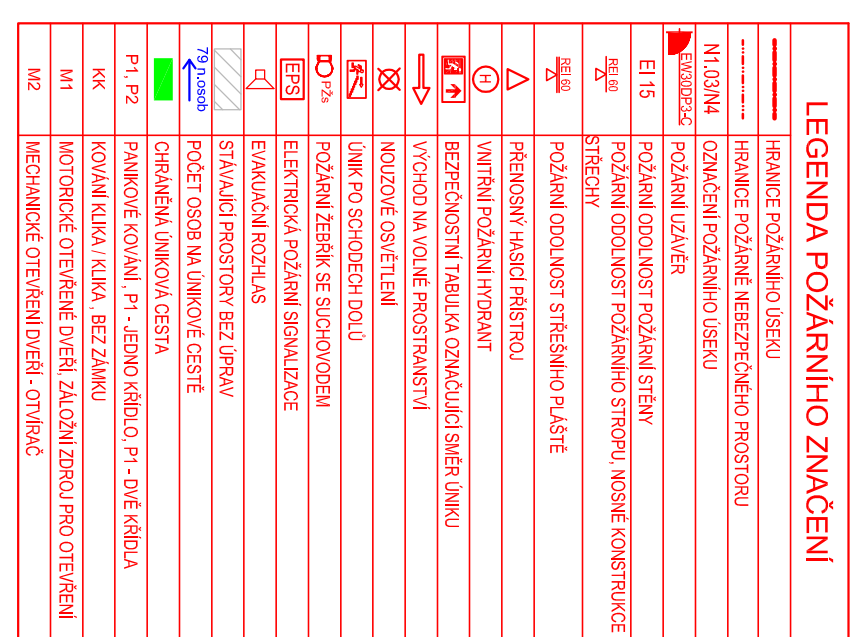 LEGENDA POŽÁRNÍHO ZNAČENÍ
HRANICE POŽÁRNÍHO ÚSEKU
HRANICE POŽÁRNĚ NEBEZPEČNÉHO PROSTORU
N1.03/N4 OZNAČENÍ POŽÁRNÍHO ÚSEKU
EW30DP3-C POŽÁRNÍ UZÁVĚR
EI 15 POŽÁRNÍ ODOLNOST POŽÁRNÍ STĚNY
REI 60 POŽÁRNÍ ODOLNOST POŽÁRNÍHO STROPU, NOSNÉ KONSTRUKCE
STŘECHY
REI 60 POŽÁRNÍ ODOLNOST STŘEŠNÍHO PLÁŠTĚ
PŘENOSNÝ HASICÍ PŘÍSTROJ
H VNITŘNÍ POŽÁRNÍ HYDRANT
BEZPEČNOSTNÍ TABULKA OZNAČUJÍCÍ SMĚR ÚNIKU
VÝCHOD NA VOLNÉ PROSTRANSTVÍ
NOUZOVÉ OSVĚTLENÍ
ÚNIK PO SCHODECH DOLŮ
PŽs POŽÁRNÍ ŽEBŘÍK SE SUCHOVODEM
EPS ELEKTRICKÁ POŽÁRNÍ SIGNALIZACE
EVAKUAČNÍ ROZHLAS
STÁVAJÍCÍ PROSTORY BEZ ÚPRAV
79 n.osob POČET OSOB NA ÚNIKOVÉ CESTĚ
CHRÁNĚNÁ ÚNIKOVÁ CESTA
P1, P2 PANIKOVÉ KOVÁNÍ , P1 - JEDNO KŘÍDLO, P1 - DVĚ KŘÍDLA
KK KOVÁNÍ KLIKA / KLIKA , BEZ ZÁMKU
M1 MOTORICKÉ OTEVŘENÉ DVEŘÍ, ZÁLOŽNÍ ZDROJ PRO OTEVŘENÍ
M2 MECHANICKÉ OTEVŘENÍ DVEŘÍ - OTVÍRAČ